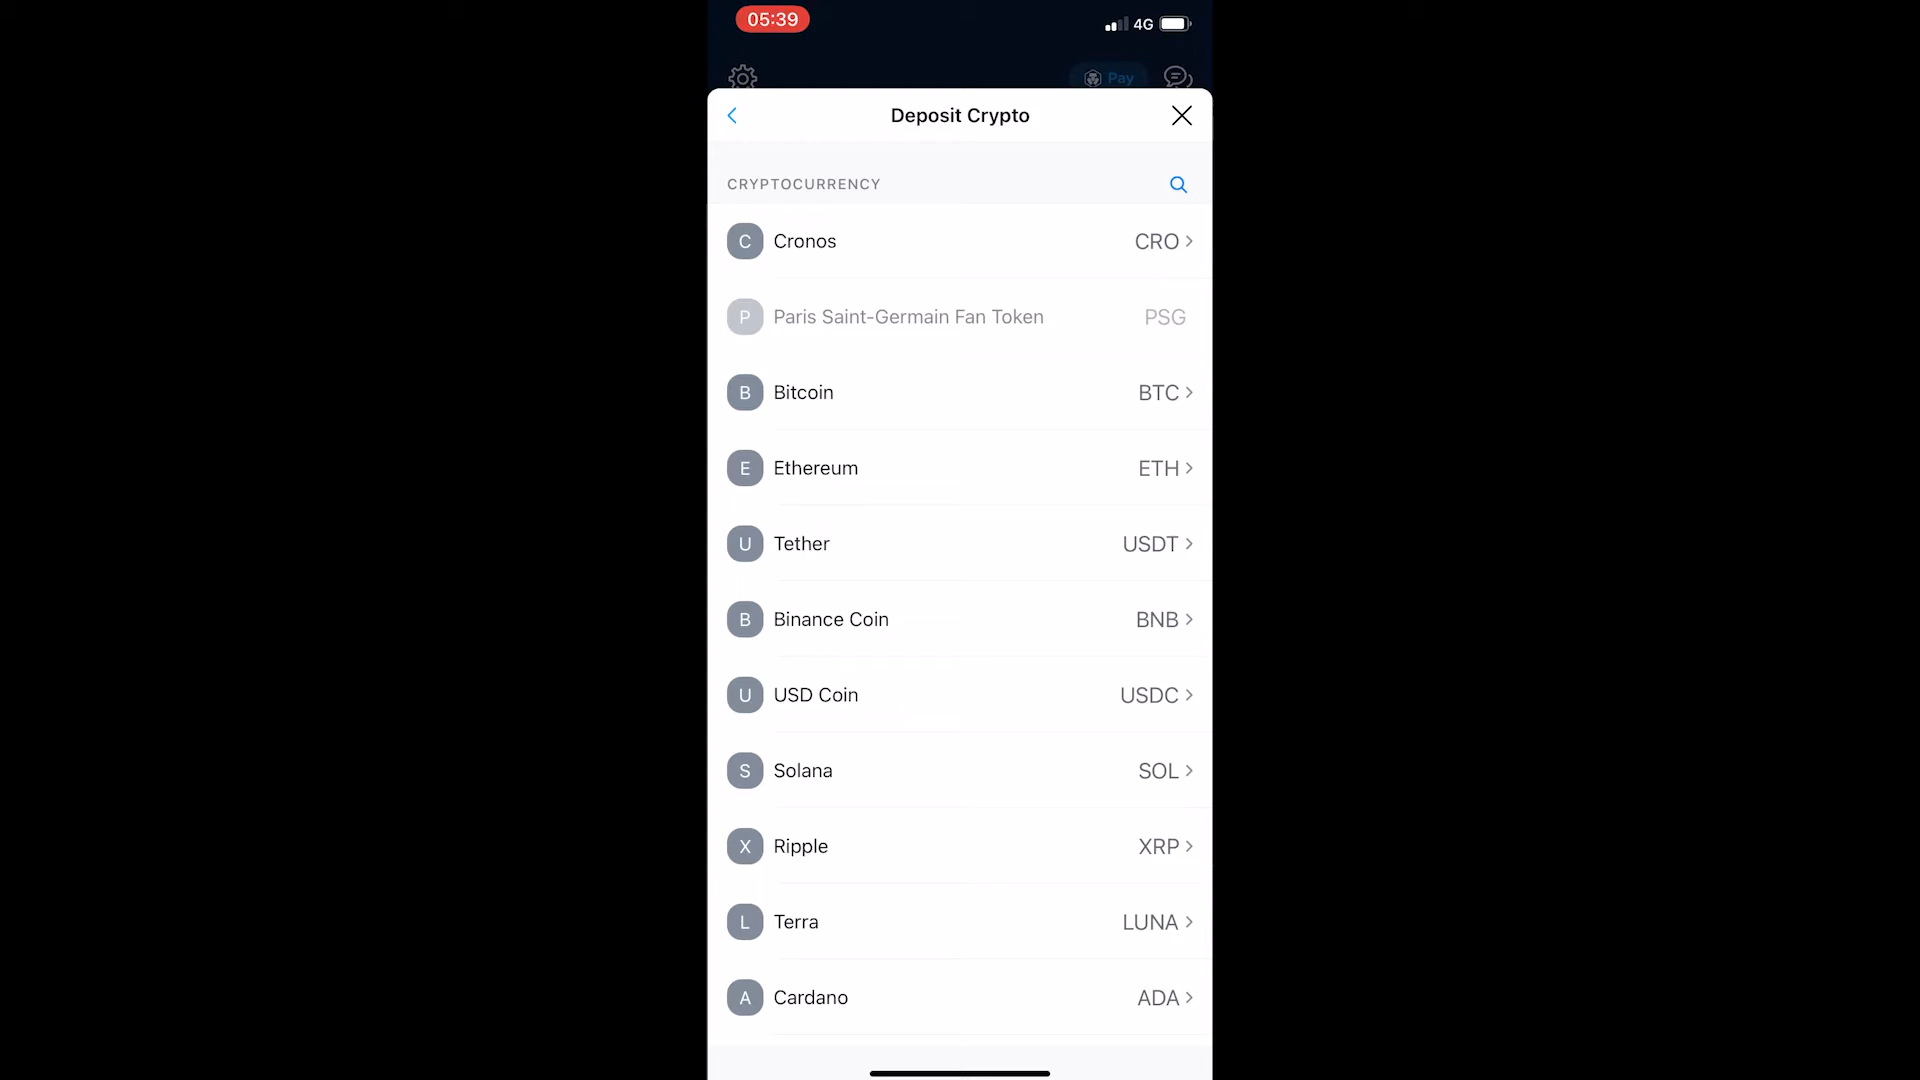 05:39
4G
Pay
Deposit Crypto
CRYPTOCURRENCY
C Cronos CRO
P Paris Saint-Germain Fan Token PSG
B Bitcoin BTC
E Ethereum ETH
U Tether USDT
B Binance Coin BNB
U USD Coin USDC
S Solana SOL
X Ripple XRP
L Terra LUNA
A Cardano ADA